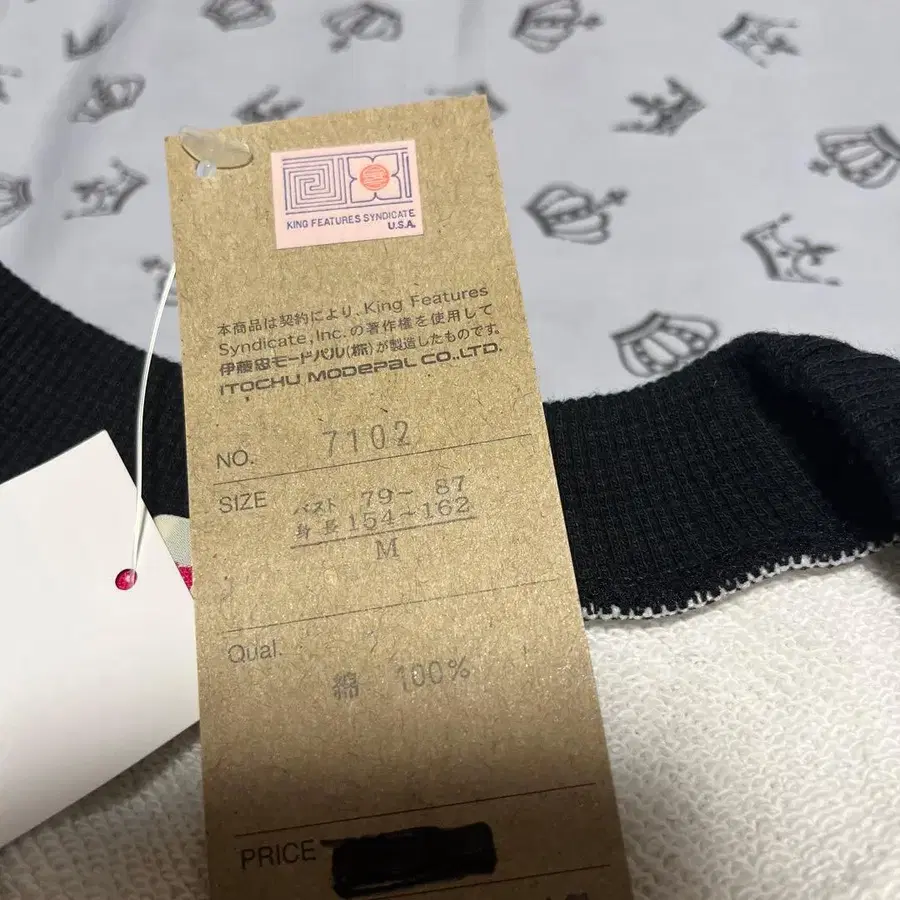 KING FEATURES SYNDICATE
U.S.A.
本商品は契約により、King Features
Syndicate, Inc. の著作権を使用して
伊藤忠モードパル(株)が製造したものです。
ITOCHU MODEPAL CO.,LTD.
NO. 7102
SIZE バスト 79－87
身長 154－162
M
Qual.
綿 100%
PRICE